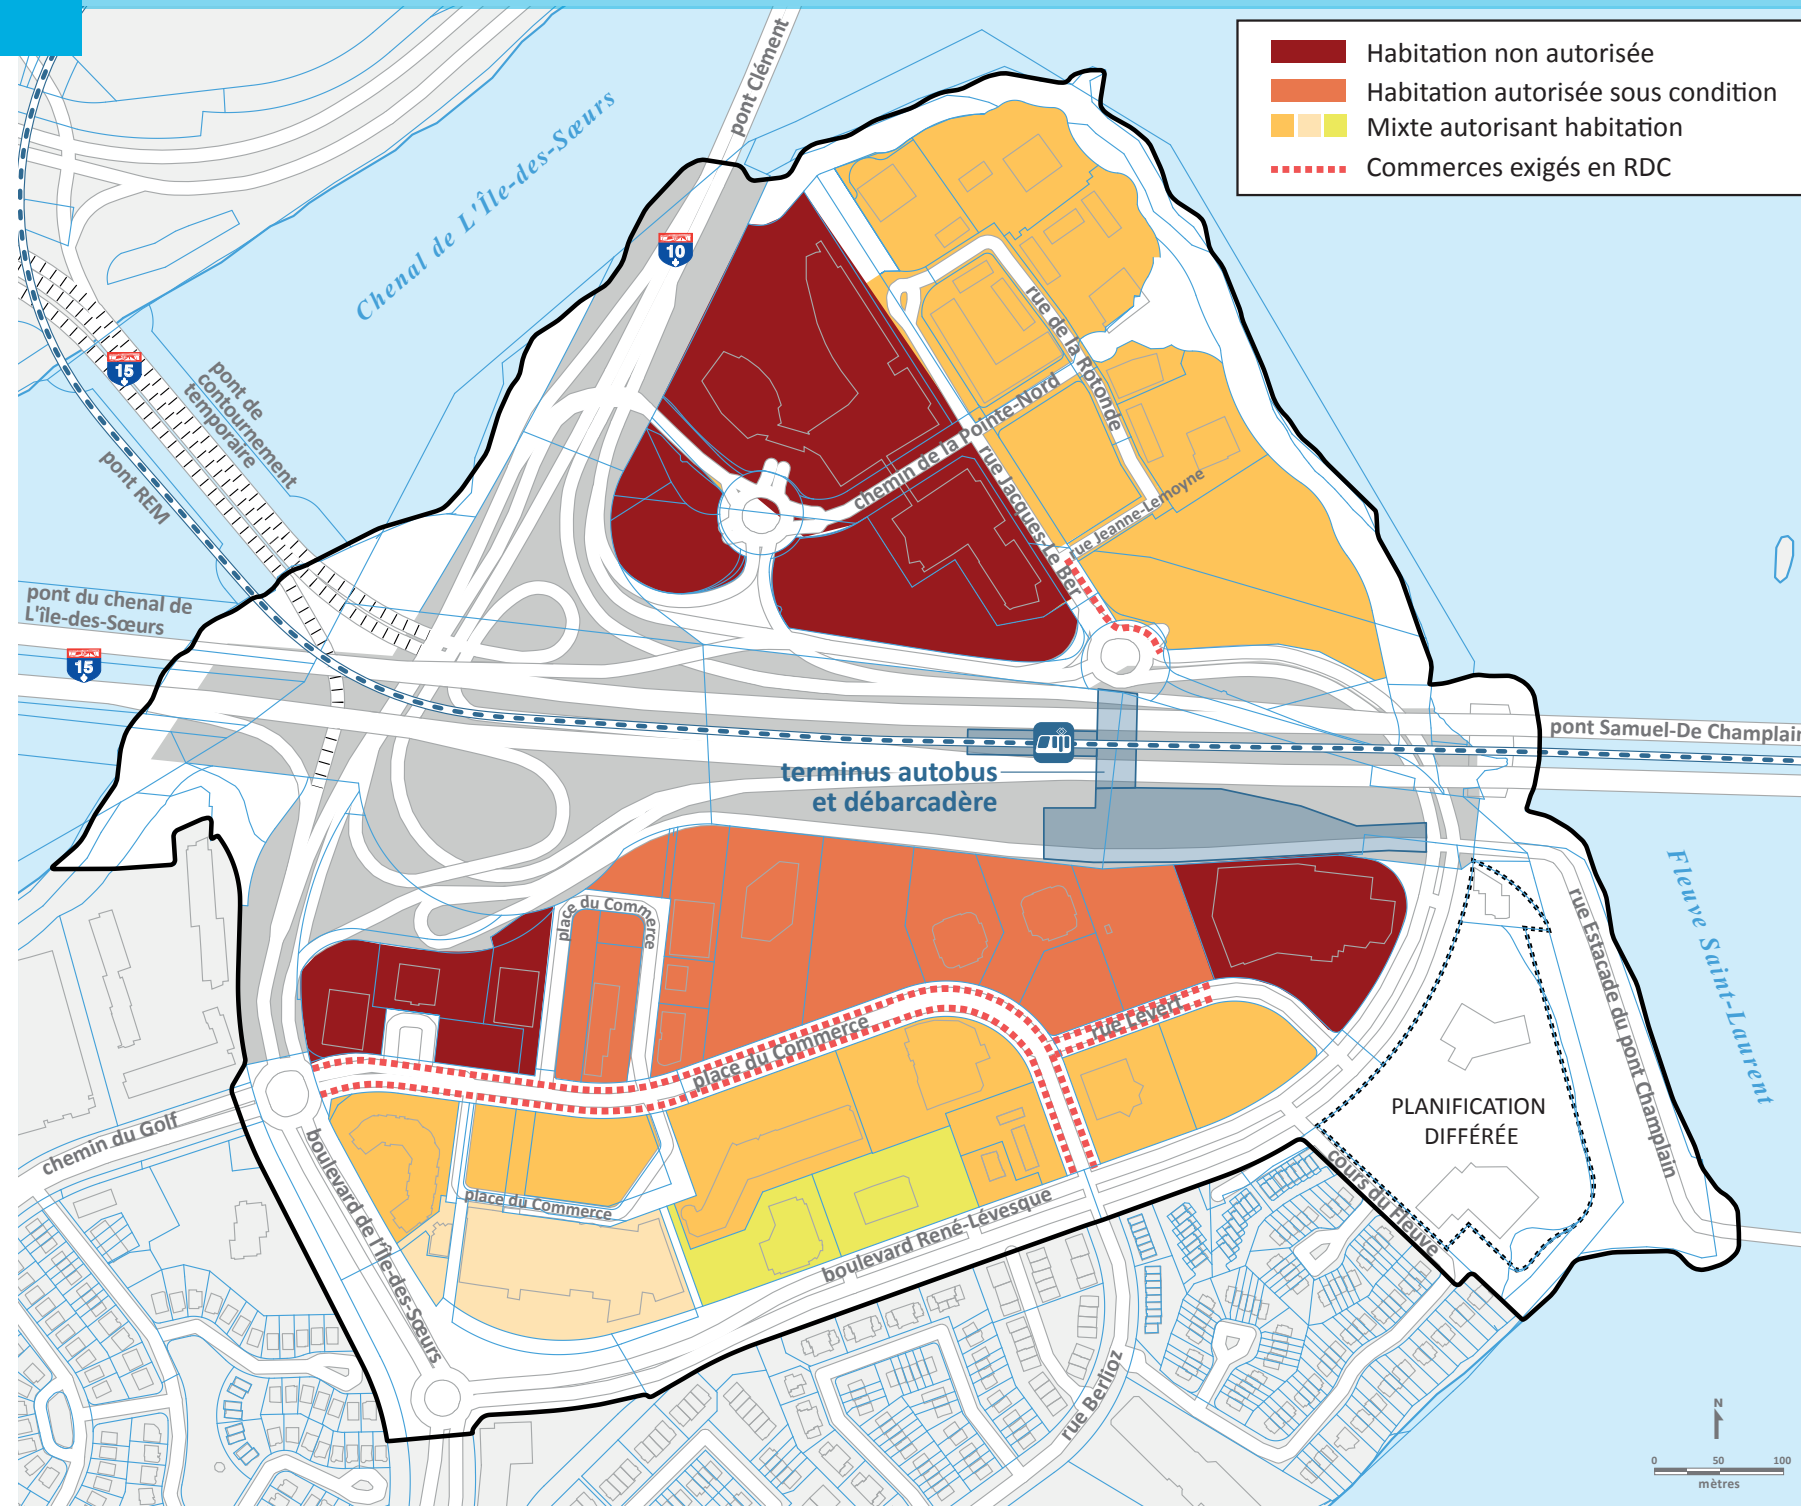 Habitation non autorisée
Habitation autorisée sous condition
Mixte autorisant habitation
Commerces exigés en RDC
pont Clément
Chenal de L'Île-des-Sœurs
10
15
pont de
contournement
temporaire
pont REM
pont du chenal de
L'île-des-Sœurs
15
rue de la Rotonde
chemin de la Pointe-Nord
rue Jacques-Le Ber
rue Jeanne-Lemoyne
pont Samuel-De Champlain
terminus autobus
et débarcadère
Fleuve Saint-Laurent
rue Estacade du pont Champlain
place du Commerce
place du Commerce
rue Levert
PLANIFICATION
DIFFÉRÉE
chemin du Golf
boulevard de l'Île-des-Sœurs
place du Commerce
boulevard René-Lévesque
cours du Fleuve
rue Berlioz
N
0 50 100
mètres